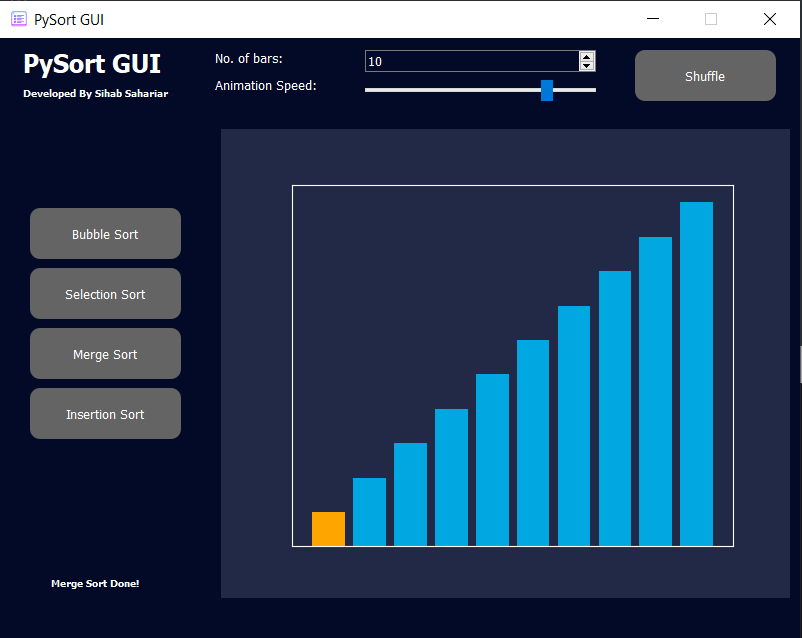 PySort GUI
PySort GUI
Developed By Sihab Sahariar
No. of bars:
10
Animation Speed:
Shuffle
Bubble Sort
Selection Sort
Merge Sort
Insertion Sort
Merge Sort Done!